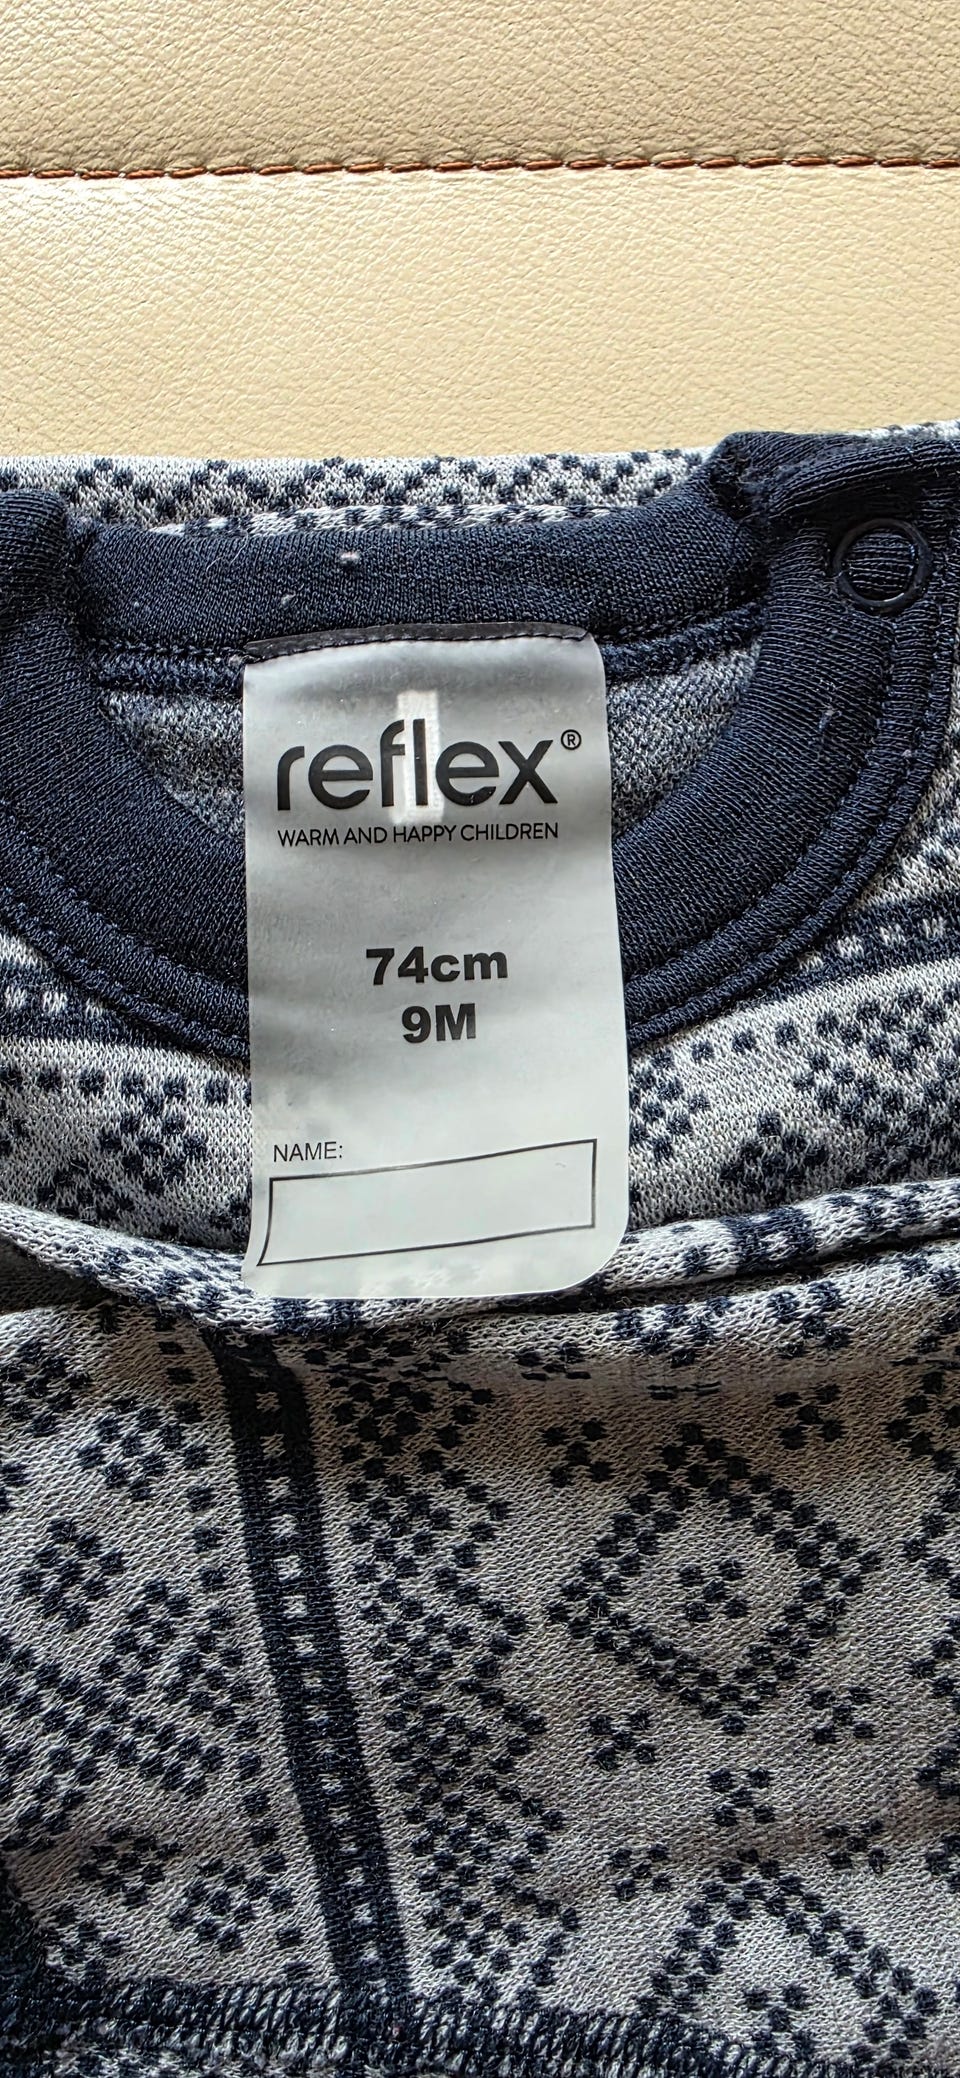 reflex®
WARM AND HAPPY CHILDREN
74cm
9M
NAME: